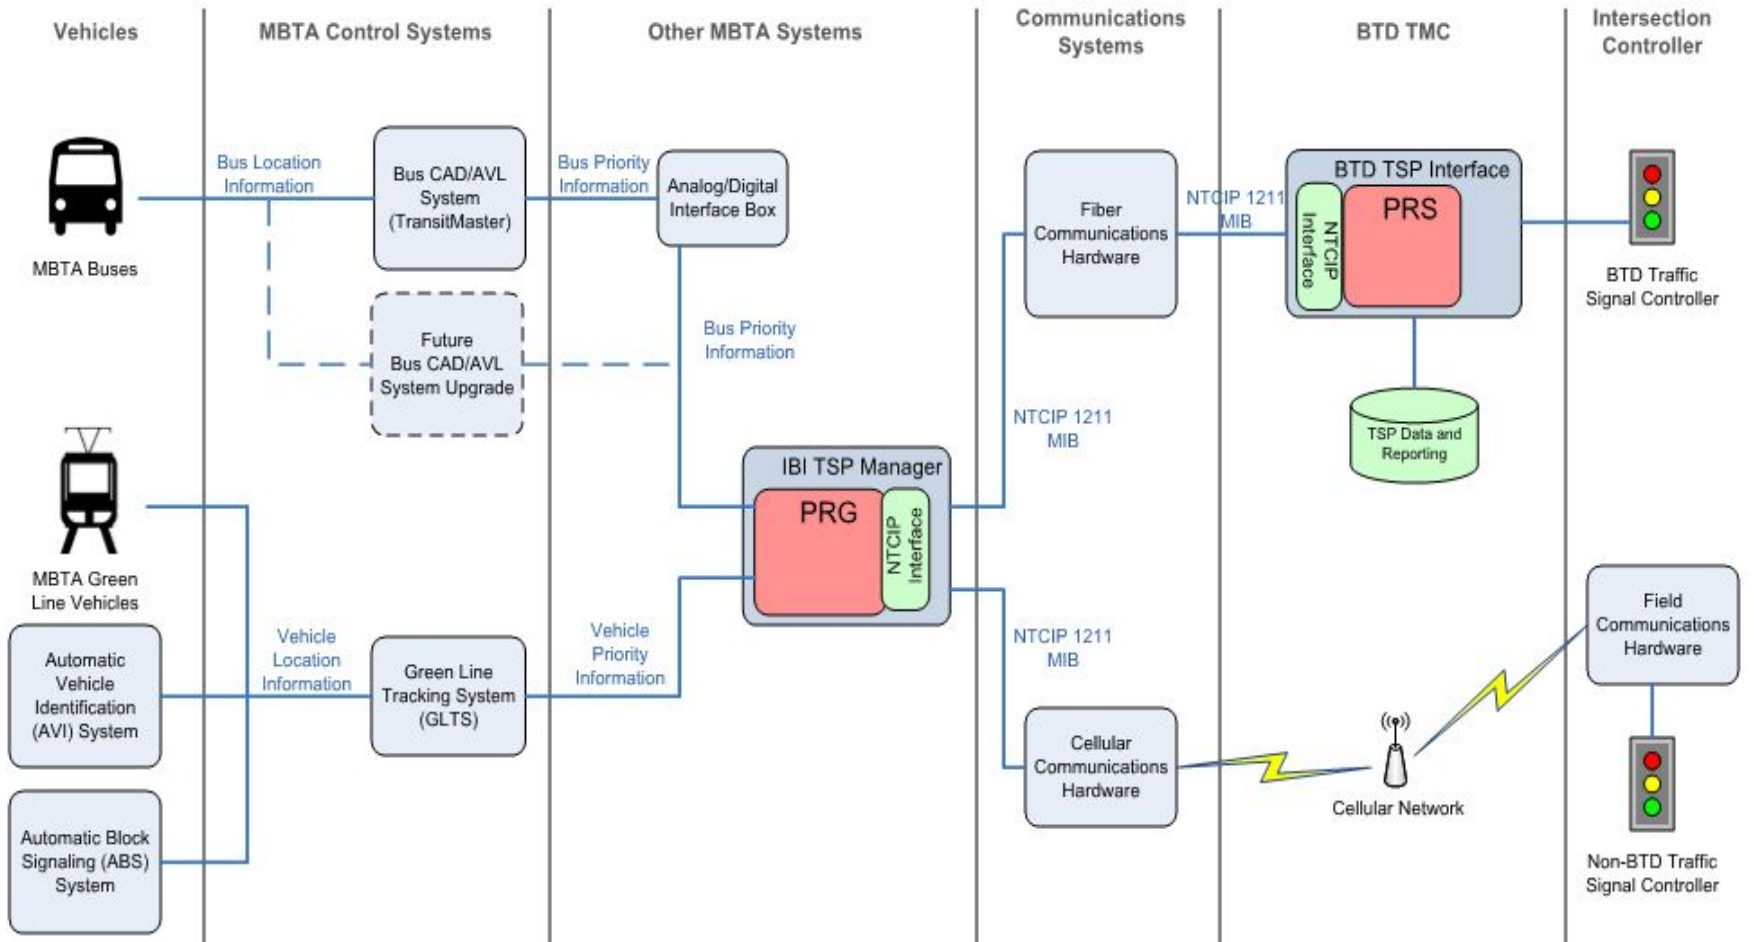 Vehicles
MBTA Control Systems
Other MBTA Systems
Communications
Systems
BTD TMC
Intersection
Controller
MBTA Buses
Bus Location
Information
Bus CAD/AVL
System
(TransitMaster)
Bus Priority
Information
Analog/Digital
Interface Box
Fiber
Communications
Hardware
NTCIP 1211
MIB
BTD TSP Interface
NTCIP
Interface
PRS
BTD Traffic
Signal Controller
Future
Bus CAD/AVL
System Upgrade
Bus Priority
Information
NTCIP 1211
MIB
TSP Data and
Reporting
IBI TSP Manager
PRG
NTCIP
Interface
MBTA Green
Line Vehicles
Automatic
Vehicle
Identification
(AVI) System
Vehicle
Location
Information
Green Line
Tracking System
(GLTS)
Vehicle
Priority
Information
NTCIP 1211
MIB
Cellular
Communications
Hardware
Cellular Network
Field
Communications
Hardware
Automatic Block
Signaling (ABS)
System
Non-BTD Traffic
Signal Controller